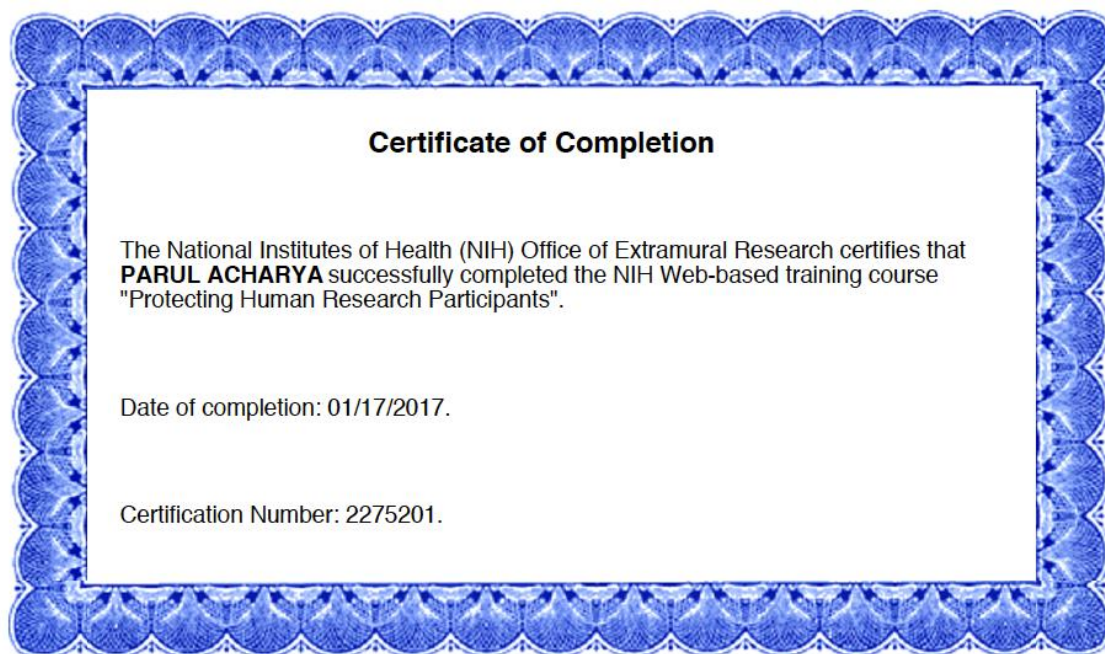 Certificate of Completion
The National Institutes of Health (NIH) Office of Extramural Research certifies that
PARUL ACHARYA successfully completed the NIH Web-based training course
"Protecting Human Research Participants".
Date of completion: 01/17/2017.
Certification Number: 2275201.